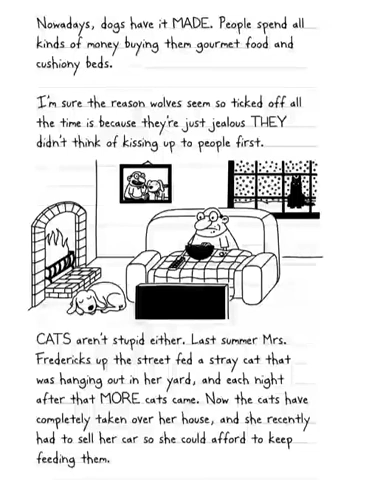 Nowadays, dogs have it MADE. People spend all
kinds of money buying them gourmet food and
cushiony beds.
I'm sure the reason wolves seem so ticked off all
the time is because they're just jealous THEY
didn't think of kissing up to people first.
CATS aren't stupid either. Last summer Mrs.
Fredericks up the street fed a stray cat that
was hanging out in her yard, and each night
after that MORE cats came. Now the cats have
completely taken over her house, and she recently
had to sell her car so she could afford to keep
feeding them.